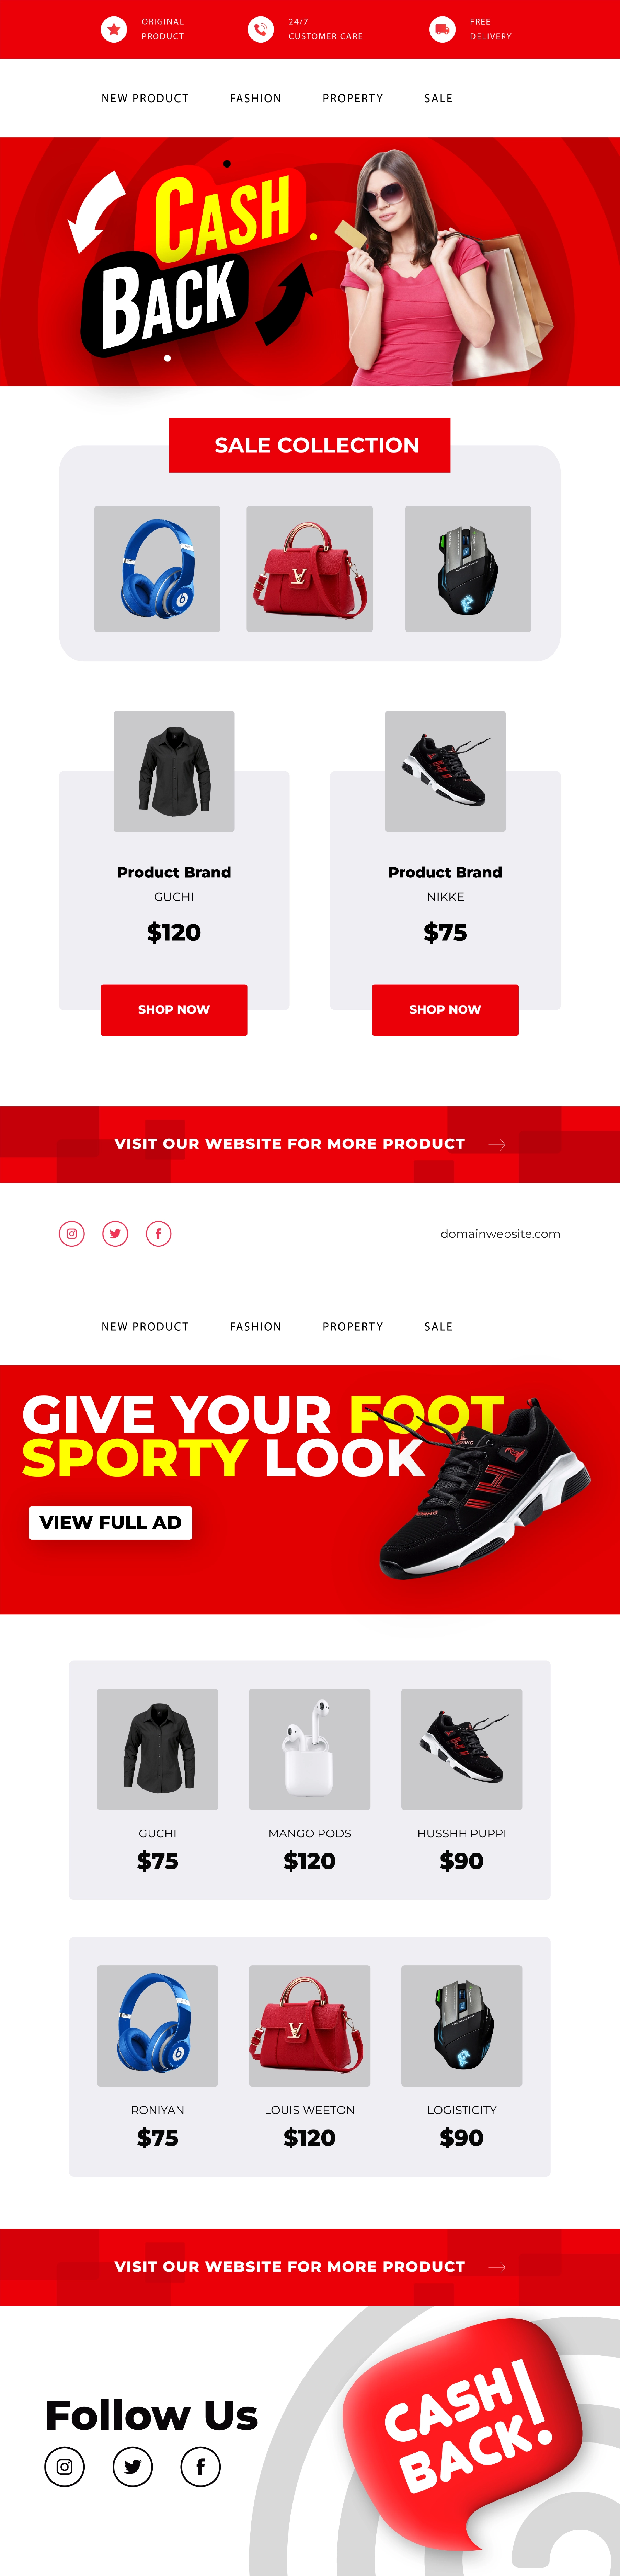 ORIGINAL
PRODUCT
24/7
CUSTOMER CARE
FREE
DELIVERY
NEW PRODUCT FASHION PROPERTY SALE
CASH
BACK
SALE COLLECTION
Product Brand
GUCHI
$120
SHOP NOW
Product Brand
NIKKE
$75
SHOP NOW
VISIT OUR WEBSITE FOR MORE PRODUCT
domainwebsite.com
NEW PRODUCT FASHION PROPERTY SALE
GIVE YOUR FOOT
SPORTY LOOK
VIEW FULL AD
GUCHI
$75
MANGO PODS
$120
HUSSHH PUPPI
$90
RONIYAN
$75
LOUIS WEETON
$120
LOGISTICITY
$90
VISIT OUR WEBSITE FOR MORE PRODUCT
Follow Us
CASH
BACK!